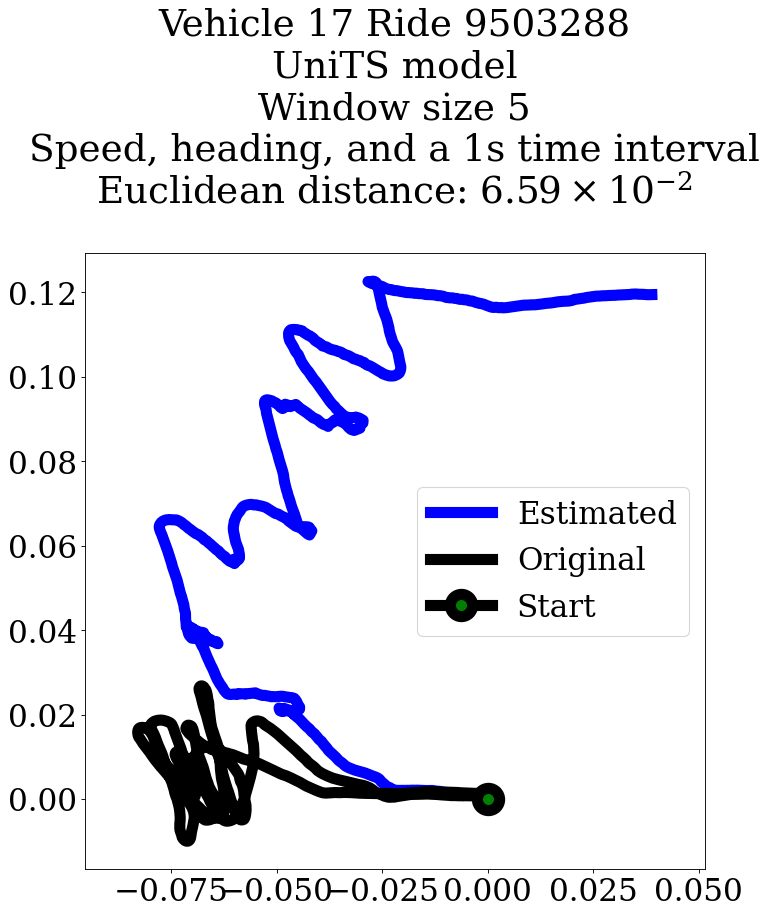 Vehicle 17 Ride 9503288
UniTS model
Window size 5
Speed, heading, and a 1s time interval
Euclidean distance: 6.59 × 10⁻²
0.12
0.10
0.08
0.06
0.04
0.02
0.00
Estimated
Original
Start
−0.075 −0.050 −0.025 0.000 0.025 0.050